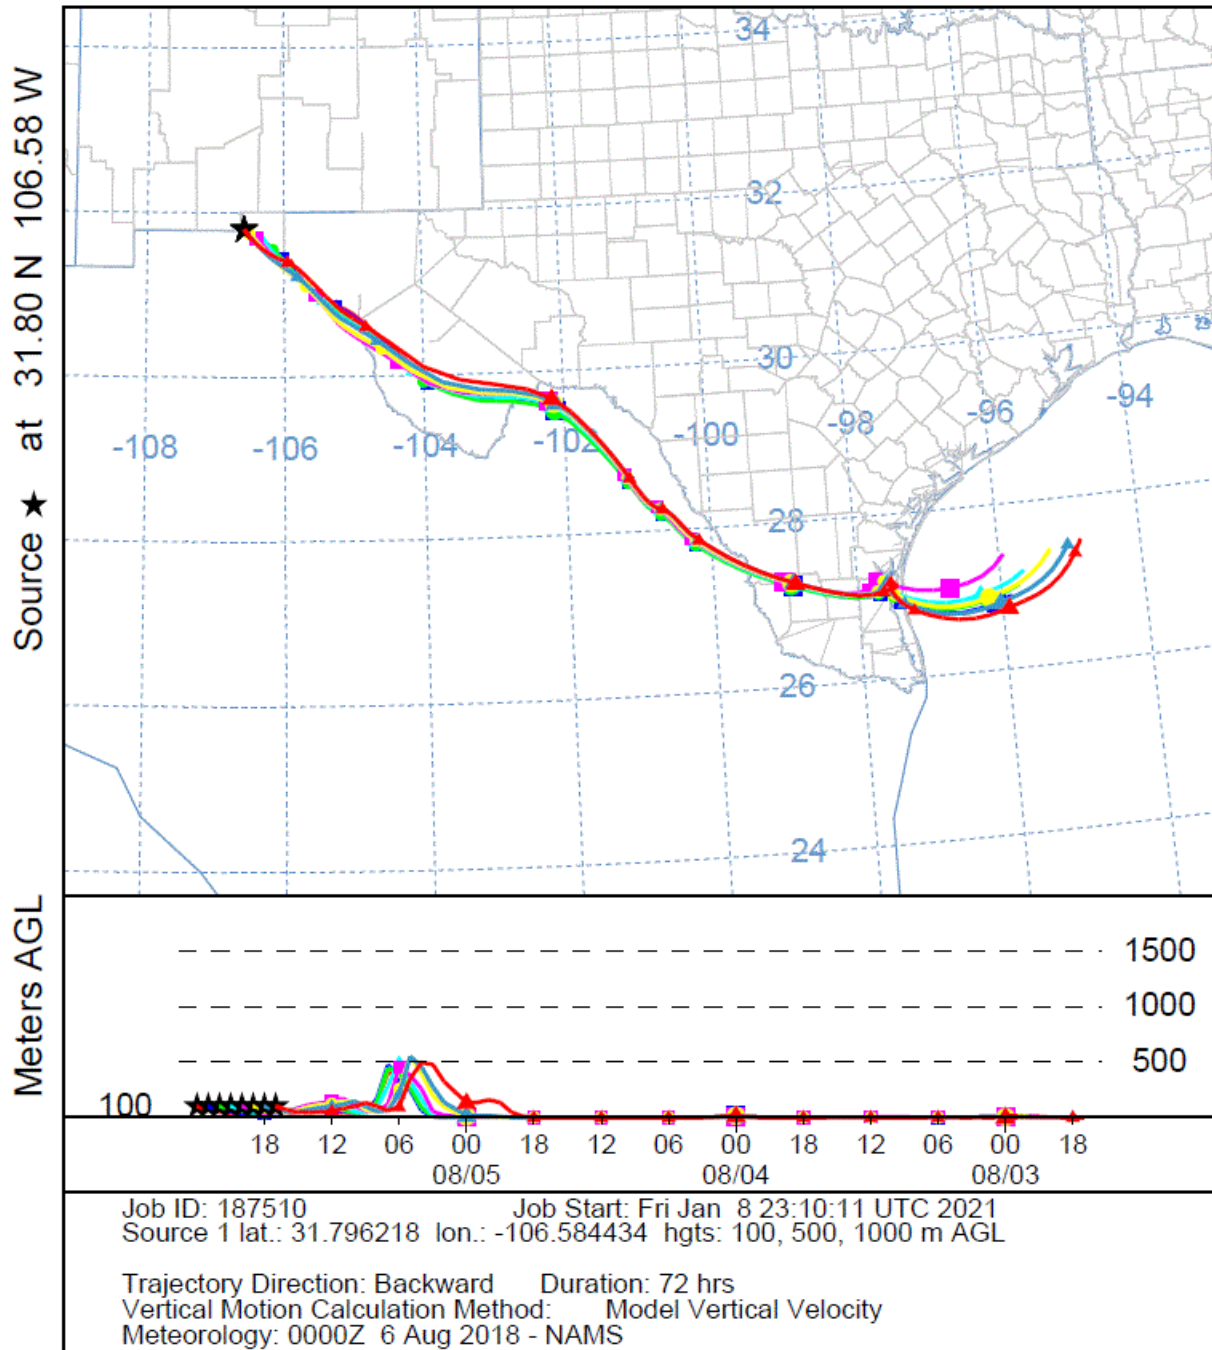 Source ★ at 31.80 N 106.58 W
34
32
30
-108
-106
-104
-102
-100
-98
-96
-94
28
26
24
Meters AGL
1500
1000
500
100
18 12 06 00 18 12 06 00 18 12 06 00 18
08/05 08/04 08/03
Job ID: 187510 Job Start: Fri Jan 8 23:10:11 UTC 2021
Source 1 lat.: 31.796218 lon.: -106.584434 hgts: 100, 500, 1000 m AGL
Trajectory Direction: Backward Duration: 72 hrs
Vertical Motion Calculation Method: Model Vertical Velocity
Meteorology: 0000Z 6 Aug 2018 - NAMS